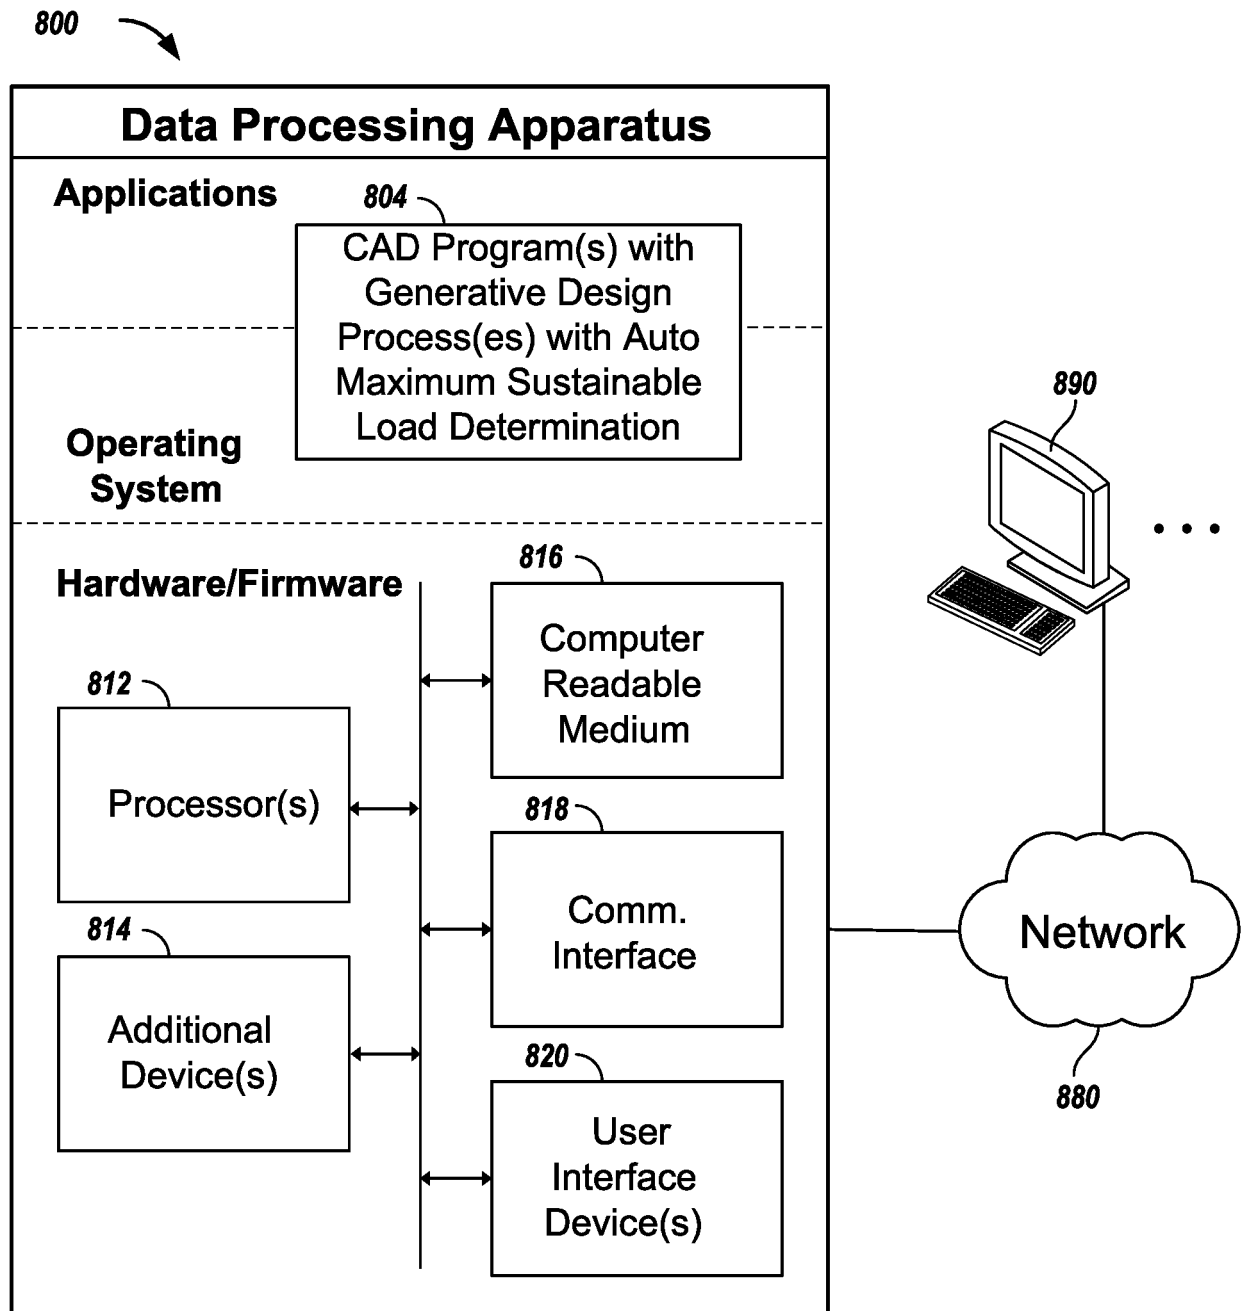 800
Data Processing Apparatus
Applications
804
CAD Program(s) with
Generative Design
Process(es) with Auto
Maximum Sustainable
Load Determination
Operating
System
890
Hardware/Firmware
816
Computer
Readable
Medium
812
Processor(s)
818
Comm.
Interface
Network
880
814
Additional
Device(s)
820
User
Interface
Device(s)